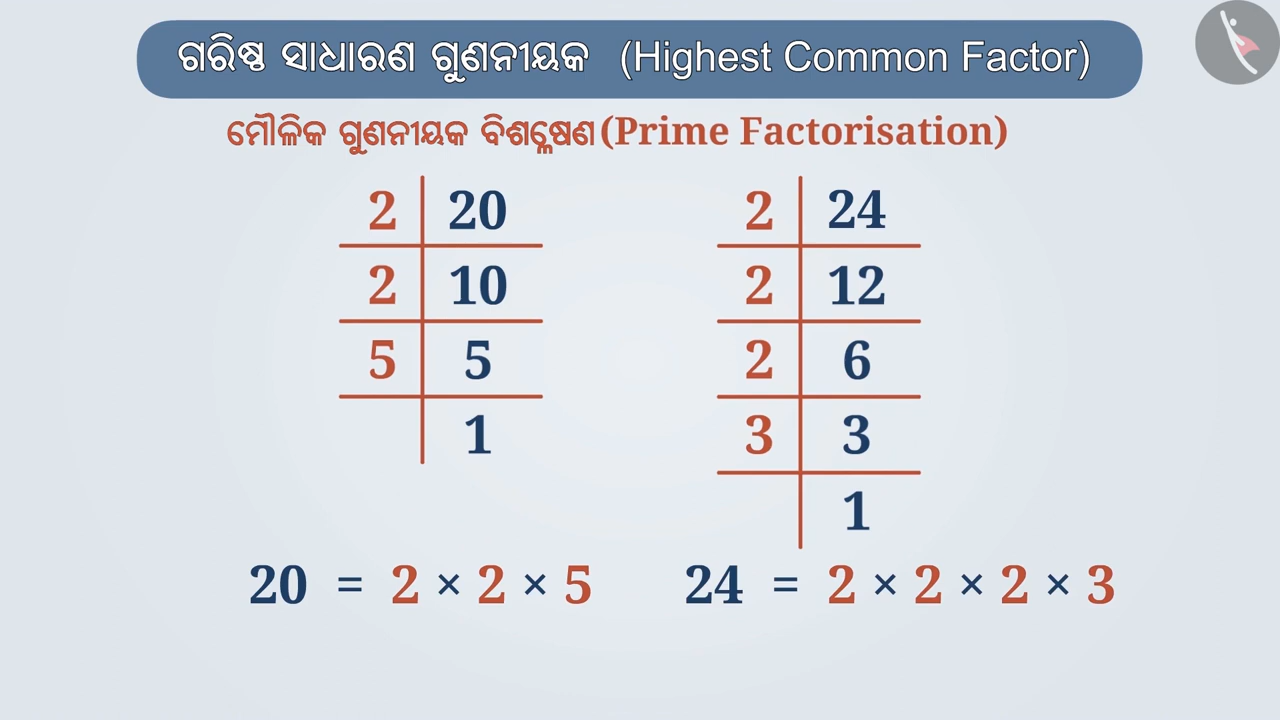 ଗରିଷ୍ଠ ସାଧାରଣ ଗୁଣନୀୟକ (Highest Common Factor)
ମୌଳିକ ଗୁଣନୀୟକ ବିଶ୍ଳେଷଣ (Prime Factorisation)
2 20 2 24
2 10 2 12
5 5 2 6
1 3 3
1
20 = 2 × 2 × 5 24 = 2 × 2 × 2 × 3